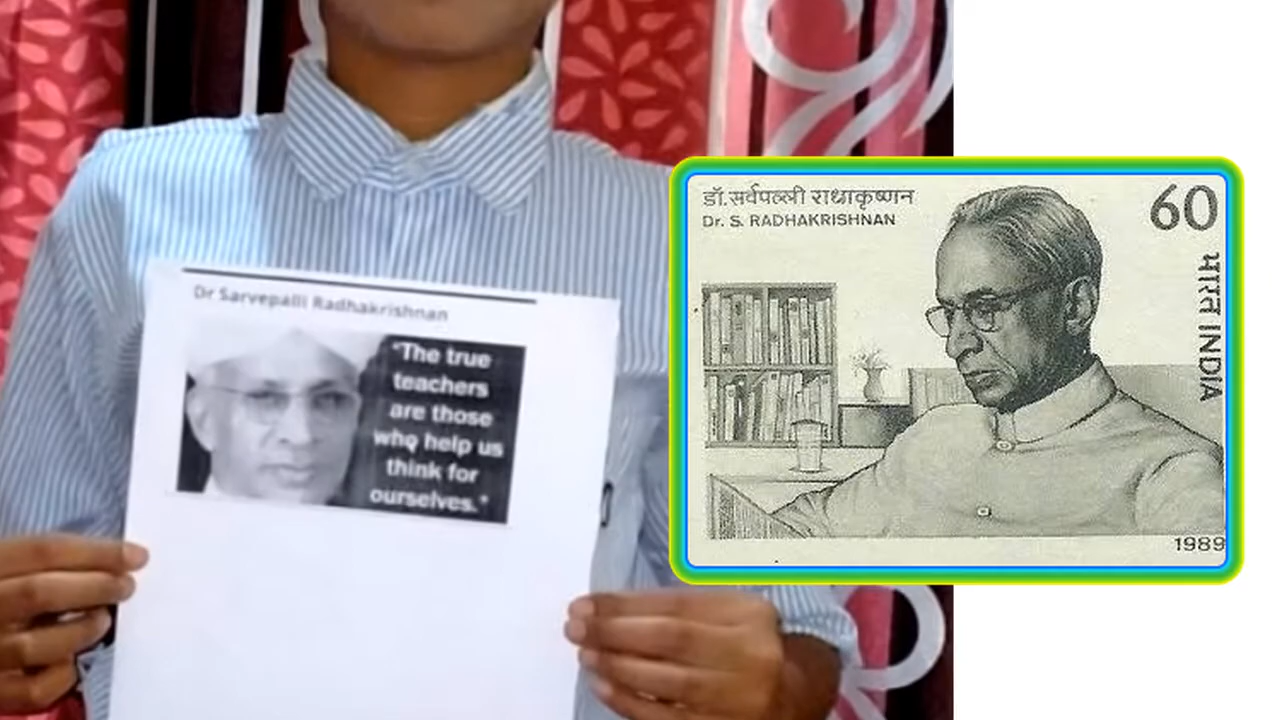 Dr Sarvepalli Radhakrishnan
"The true
teachers
are those
who help us
think for
ourselves."
डॉ.सर्वपल्ली राधाकृष्णन
Dr. S. RADHAKRISHNAN
60
भारत INDIA
1989